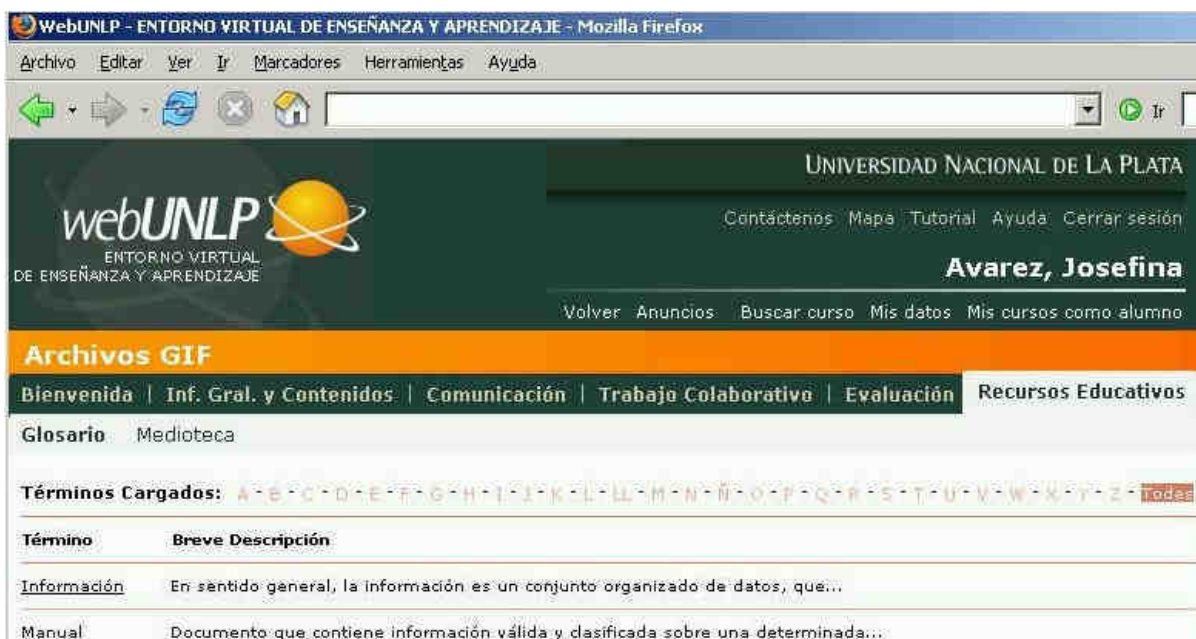 WebUNLP - ENTORNO VIRTUAL DE ENSEÑANZA Y APRENDIZAJE - Mozilla Firefox
Archivo Editar Ver Ir Marcadores Herramientas Ayuda
Ir
UNIVERSIDAD NACIONAL DE LA PLATA
webUNLP
ENTORNO VIRTUAL
DE ENSEÑANZA Y APRENDIZAJE
Contáctenos Mapa Tutorial Ayuda Cerrar sesión
Avarez, Josefina
Volver Anuncios Buscar curso Mis datos Mis cursos como alumno
Archivos GIF
Bienvenida | Inf. Gral. y Contenidos | Comunicación | Trabajo Colaborativo | Evaluación Recursos Educativos
Glosario Medioteca
Términos Cargados: A - B - C - D - E - F - G - H - I - J - K - L - LL - M - N - Ñ - O - P - Q - R - S - T - U - V - W - X - Y - Z - Todas
Término Breve Descripción
Información En sentido general, la información es un conjunto organizado de datos, que...
Manual Documento que contiene información válida y clasificada sobre una determinada...